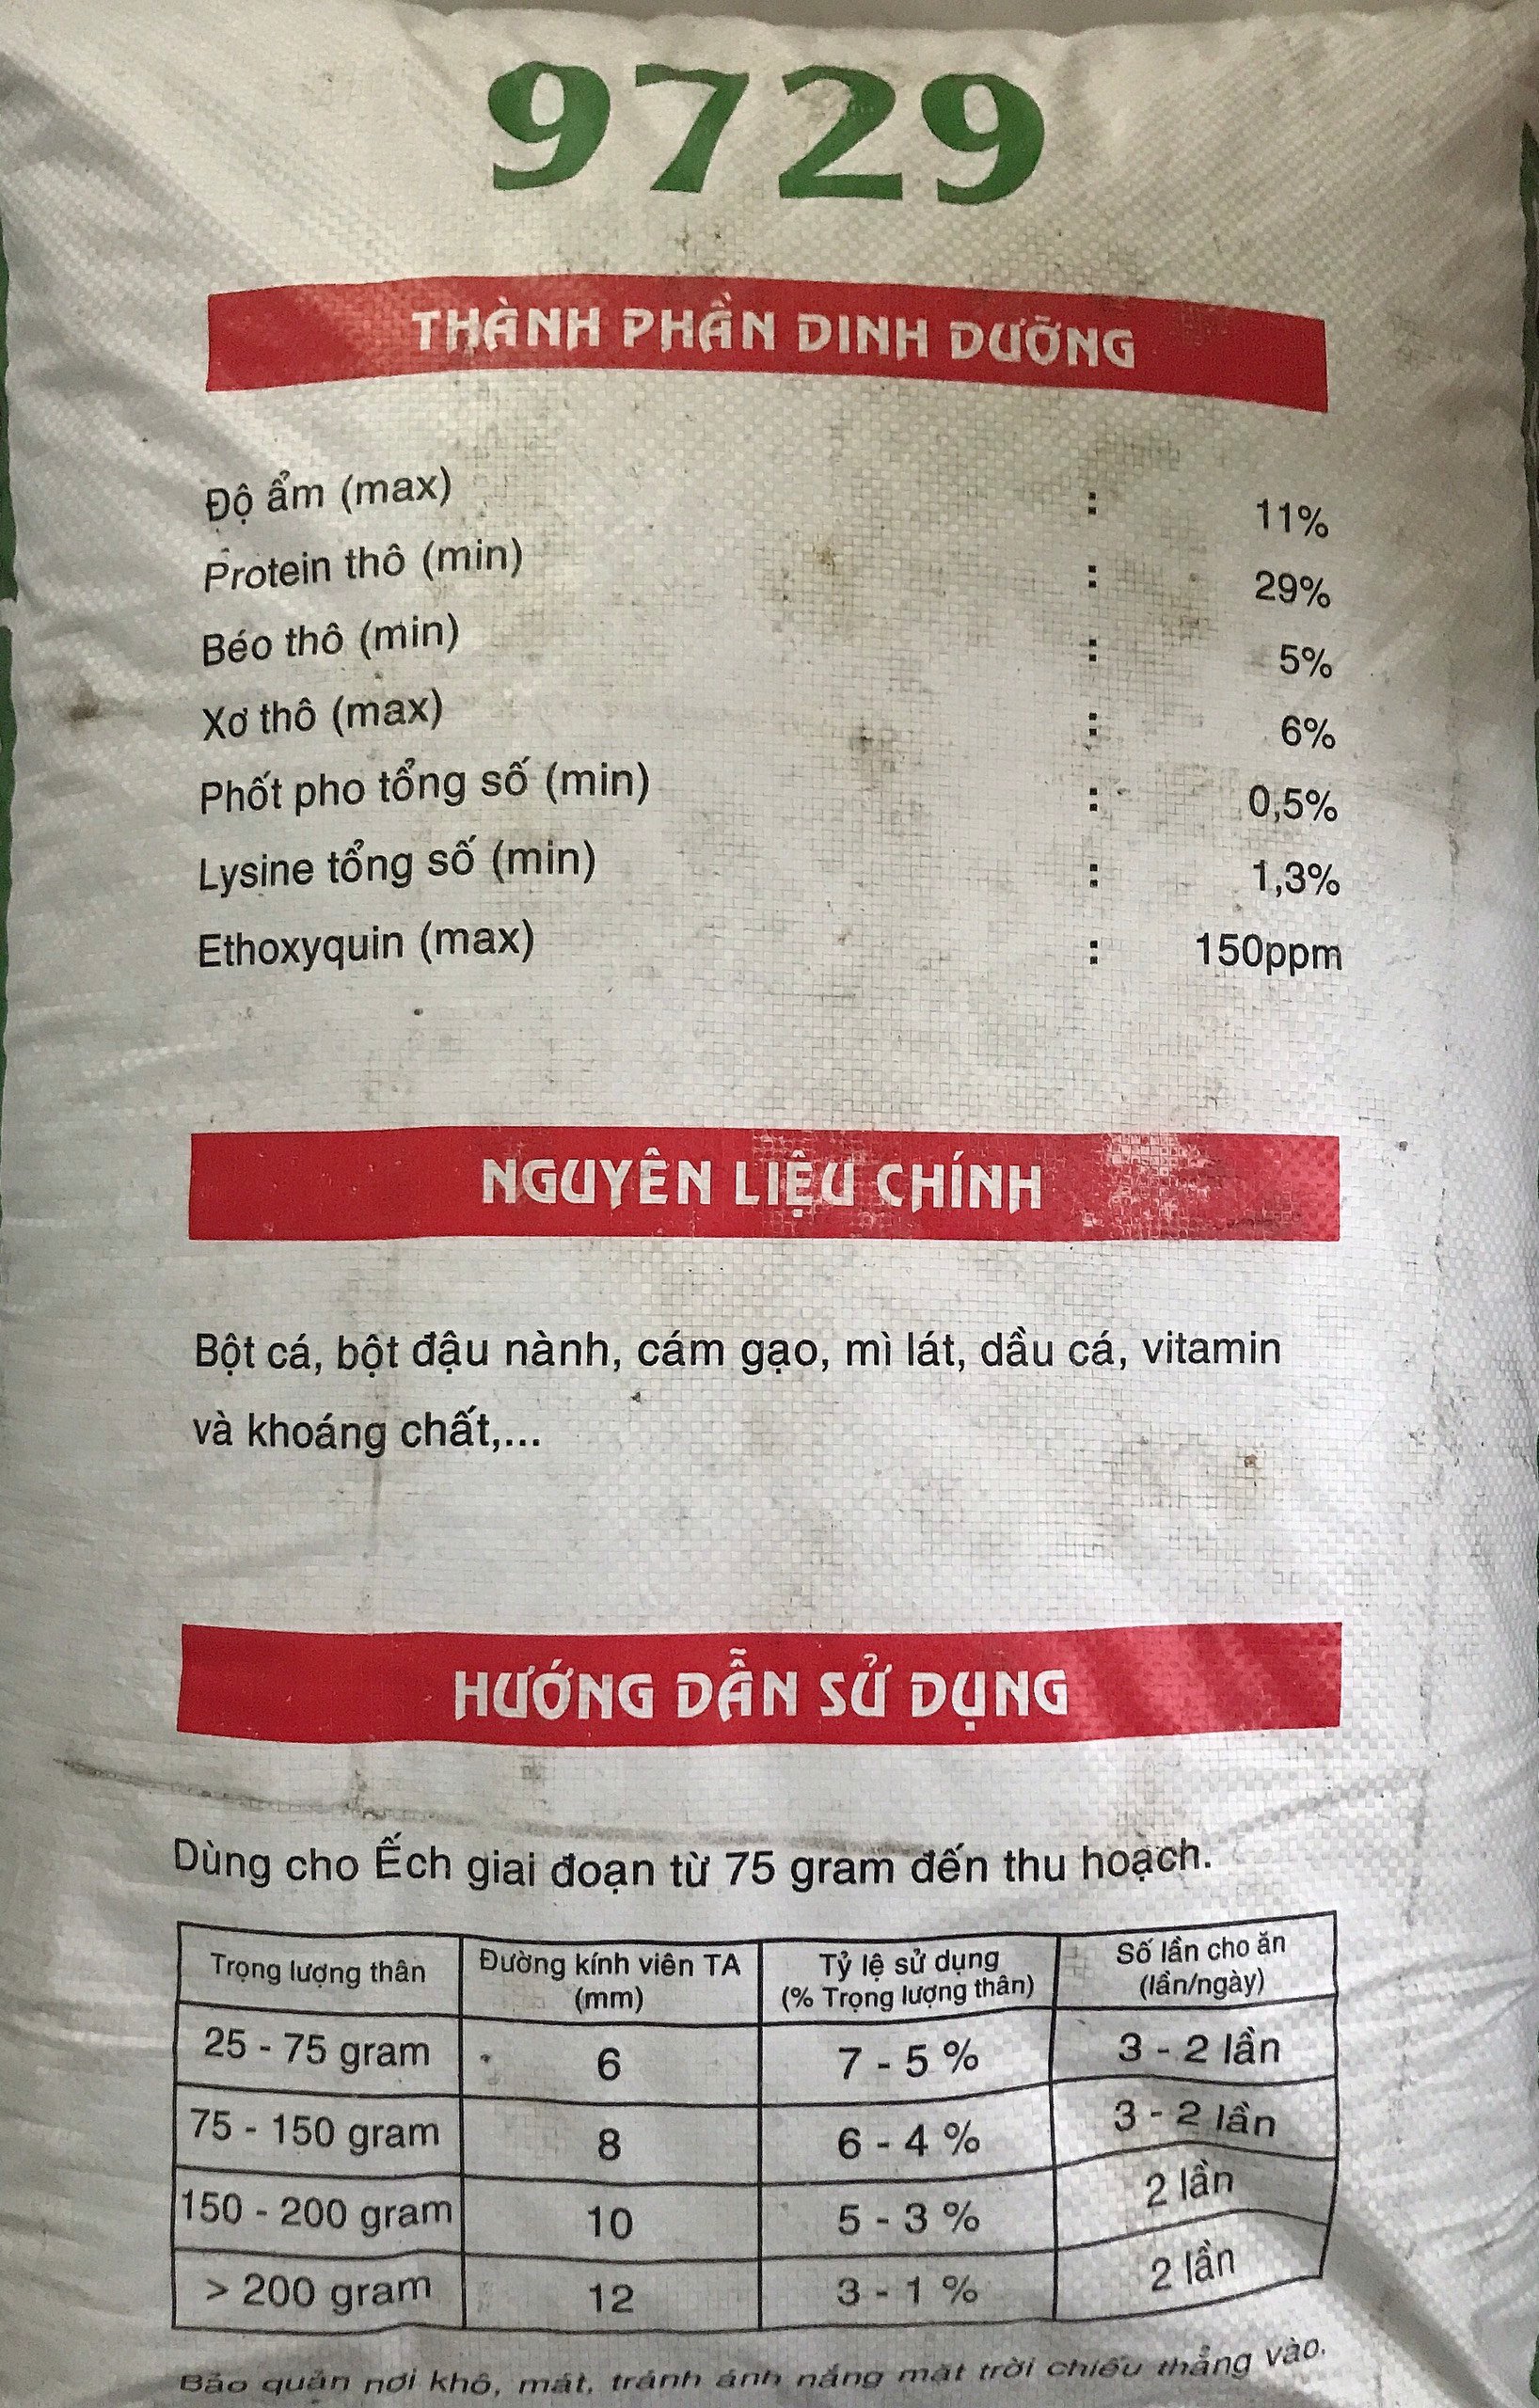 9729
THÀNH PHẦN DINH DƯỠNG
Độ ẩm (max) : 11%
Protein thô (min) : 29%
Béo thô (min) : 5%
Xơ thô (max) : 6%
Phốt pho tổng số (min) : 0,5%
Lysine tổng số (min) : 1,3%
Ethoxyquin (max) : 150ppm
NGUYÊN LIỆU CHÍNH
Bột cá, bột đậu nành, cám gạo, mì lát, dầu cá, vitamin
và khoáng chất,...
HƯỚNG DẪN SỬ DỤNG
Dùng cho Ếch giai đoạn từ 75 gram đến thu hoạch.
Trọng lượng thân Đường kính viên TA Tỷ lệ sử dụng Số lần cho ăn
(mm) (% Trọng lượng thân) (lần/ngày)
25 - 75 gram 6 7 - 5 % 3 - 2 lần
75 - 150 gram 8 6 - 4 % 3 - 2 lần
150 - 200 gram 10 5 - 3 % 2 lần
> 200 gram 12 3 - 1 % 2 lần
Bảo quản nơi khô, mát, tránh ánh nắng mặt trời chiếu thẳng vào.